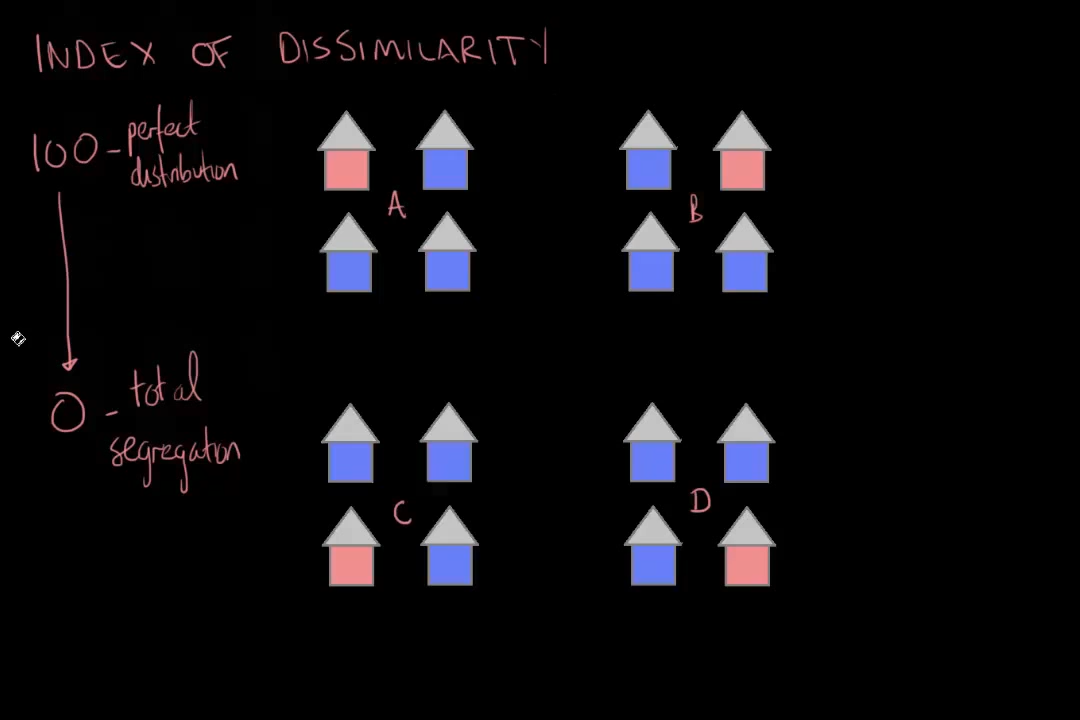 INDEX OF DISSIMILARITY
100 - perfect
distribution
A
B
0 - total
segregation
C
D